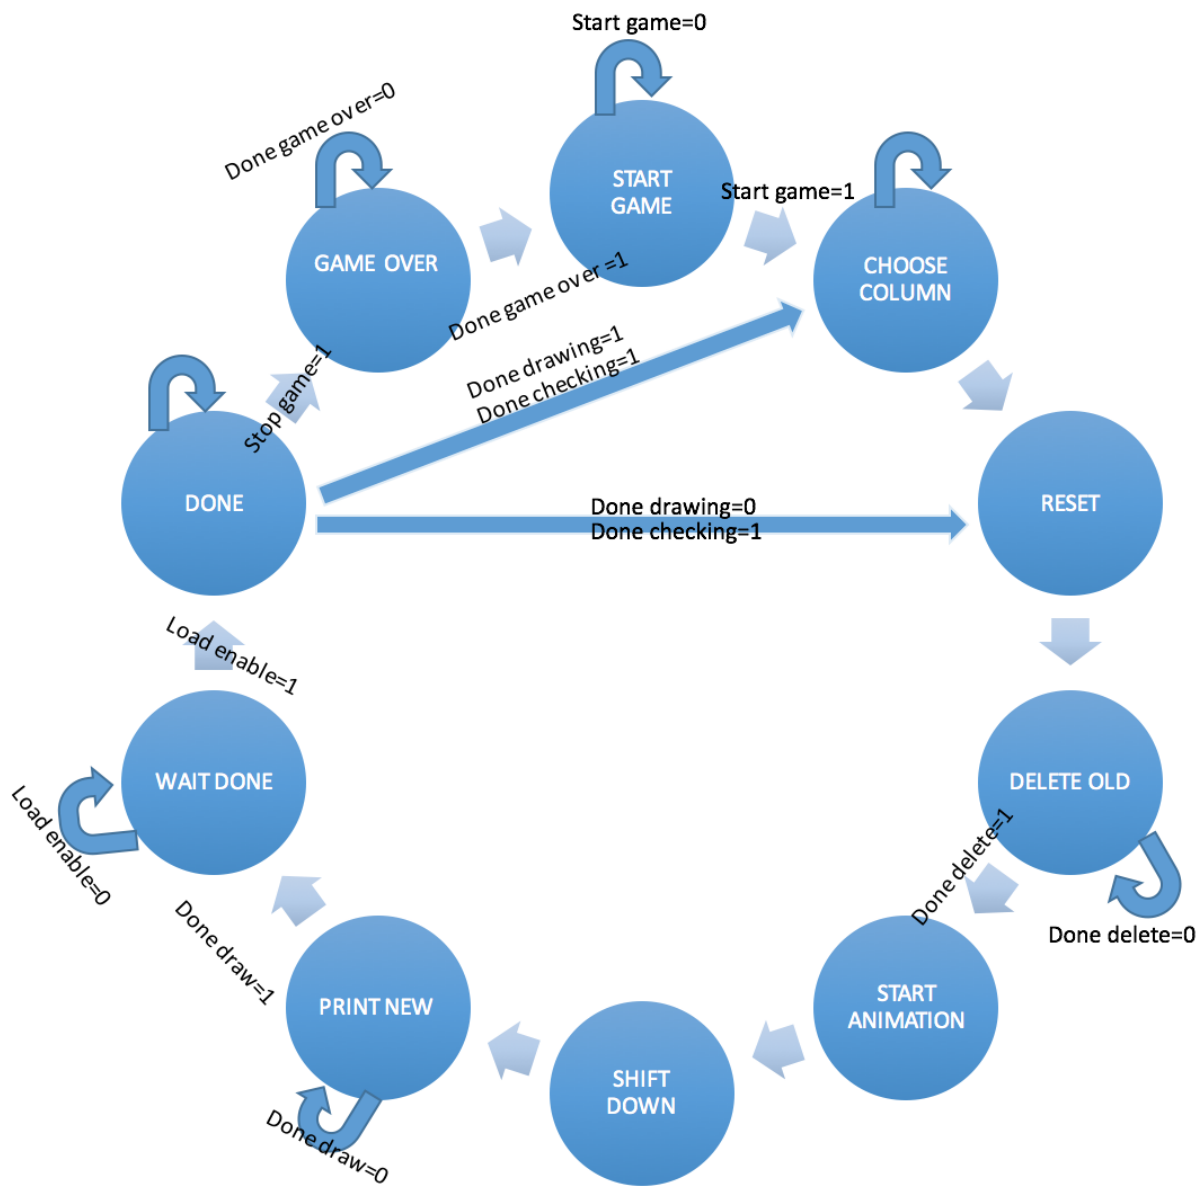 Start game=0
Done game over=0
START
GAME
Start game=1
GAME OVER
CHOOSE
COLUMN
Done game over =1
Done drawing=1
Done checking=1
Stop game=1
DONE
Done drawing=0
Done checking=1
RESET
Load enable=1
WAIT DONE
DELETE OLD
Load enable=0
Done delete=1
Done delete=0
Done draw=1
PRINT NEW
START
ANIMATION
SHIFT
DOWN
Done draw=0